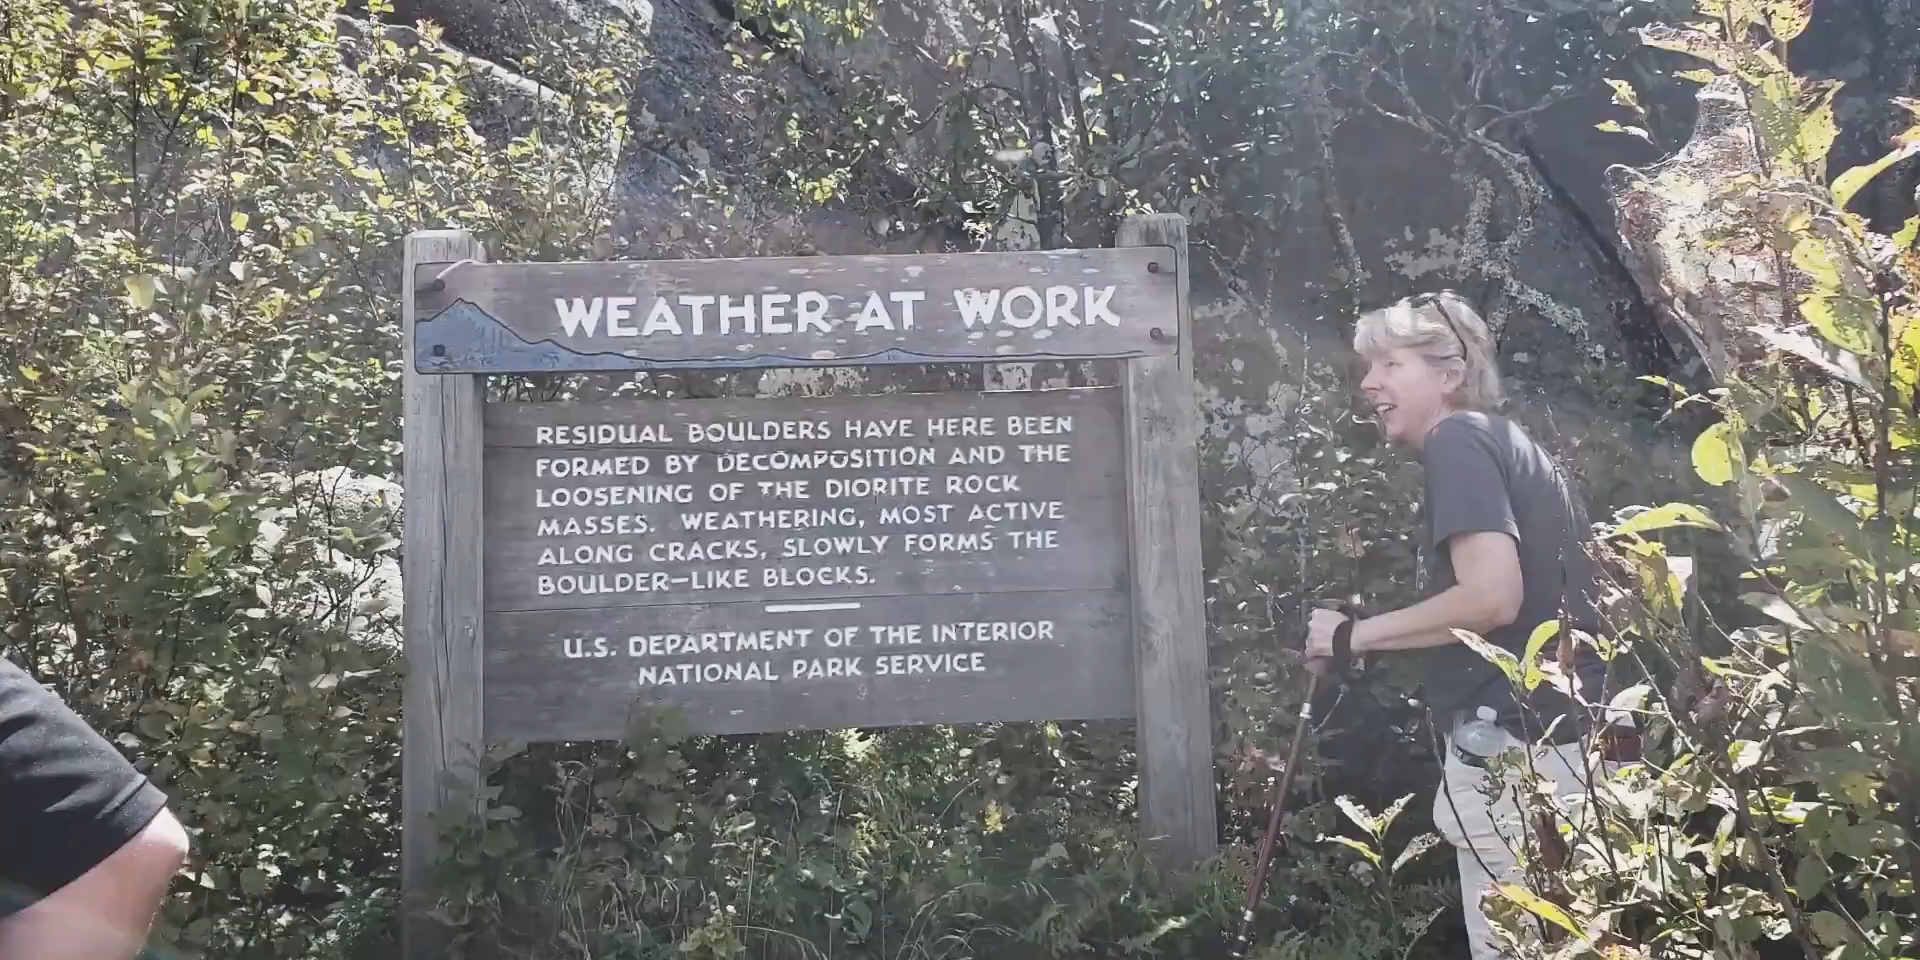 WEATHER AT WORK
RESIDUAL BOULDERS HAVE HERE BEEN
FORMED BY DECOMPOSITION AND THE
LOOSENING OF THE DIORITE ROCK
MASSES. WEATHERING, MOST ACTIVE
ALONG CRACKS, SLOWLY FORMS THE
BOULDER-LIKE BLOCKS.
U.S. DEPARTMENT OF THE INTERIOR
NATIONAL PARK SERVICE